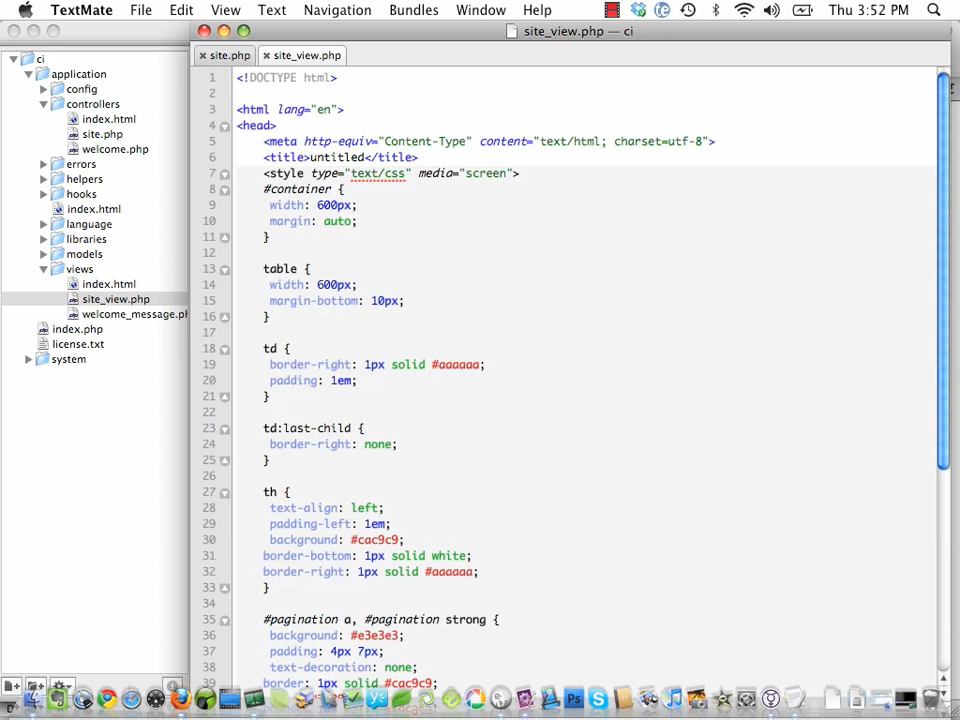 TextMate File Edit View Text Navigation Bundles Window Help Thu 3:52 PM
site_view.php — ci
site.php site_view.php
ci
application
config
controllers
index.html
site.php
welcome.php
errors
helpers
hooks
index.html
language
libraries
models
views
index.html
site_view.php
welcome_message.ph
index.php
license.txt
system
1 <!DOCTYPE html>
2
3 <html lang="en">
4 <head>
5 <meta http-equiv="Content-Type" content="text/html; charset=utf-8">
6 <title>untitled</title>
7 <style type="text/css" media="screen">
8 #container {
9 width: 600px;
10 margin: auto;
11 }
12
13 table {
14 width: 600px;
15 margin-bottom: 10px;
16 }
17
18 td {
19 border-right: 1px solid #aaaaaa;
20 padding: 1em;
21 }
22
23 td:last-child {
24 border-right: none;
25 }
26
27 th {
28 text-align: left;
29 padding-left: 1em;
30 background: #cac9c9;
31 border-bottom: 1px solid white;
32 border-right: 1px solid #aaaaaa;
33 }
34
35 #pagination a, #pagination strong {
36 background: #e3e3e3;
37 padding: 4px 7px;
38 text-decoration: none;
39 border: 1px solid #cac9c9;
Ps